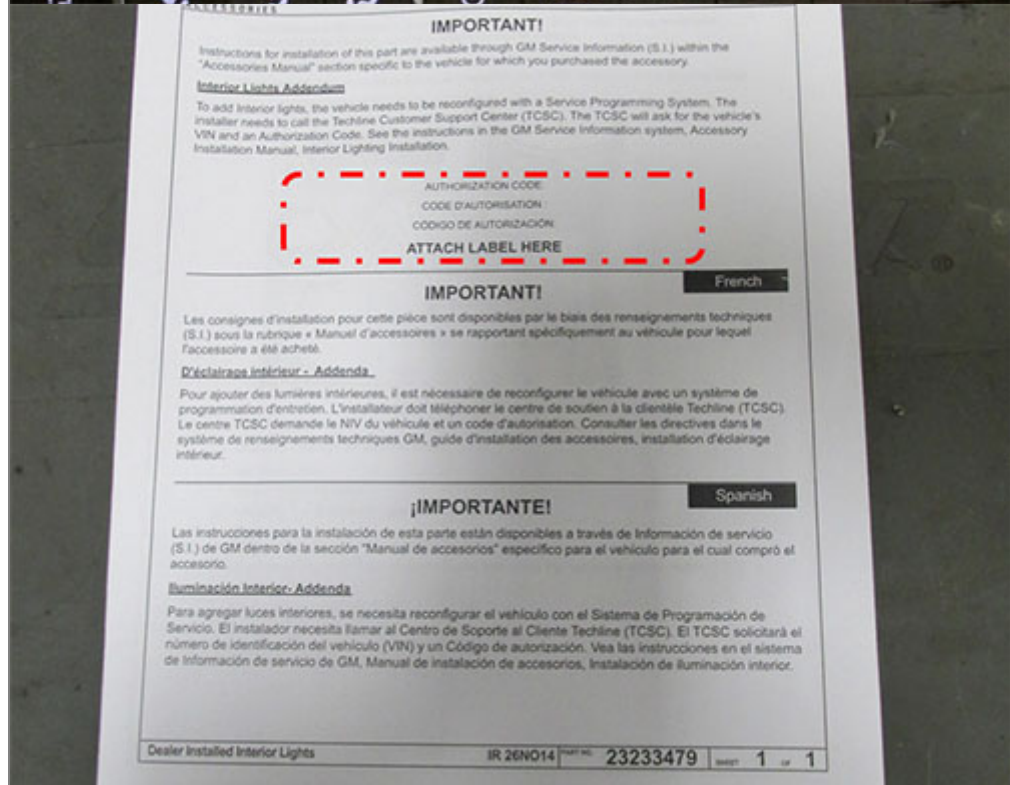 ACCESSORIES
IMPORTANT!
Instructions for installation of this part are available through GM Service Information (S.I.) within the
"Accessories Manual" section specific to the vehicle for which you purchased the accessory.
Interior Lights Addendum
To add Interior lights, the vehicle needs to be reconfigured with a Service Programming System. The
installer needs to call the Techline Customer Support Center (TCSC). The TCSC will ask for the vehicle's
VIN and an Authorization Code. See the instructions in the GM Service Information system, Accessory
Installation Manual, Interior Lighting Installation.
AUTHORIZATION CODE:
CODE D'AUTORISATION :
CÓDIGO DE AUTORIZACIÓN:
ATTACH LABEL HERE
French
IMPORTANT!
Les consignes d'installation pour cette pièce sont disponibles par le biais des renseignements techniques
(S.I.) sous la rubrique « Manuel d'accessoires » se rapportant spécifiquement au véhicule pour lequel
l'accessoire a été acheté.
D'éclairage intérieur - Addenda
Pour ajouter des lumières intérieures, il est nécessaire de reconfigurer le véhicule avec un système de
programmation d'entretien. L'installateur doit téléphoner le centre de soutien à la clientèle Techline (TCSC).
Le centre TCSC demande le NIV du véhicule et un code d'autorisation. Consulter les directives dans le
système de renseignements techniques GM, guide d'installation des accessoires, installation d'éclairage
intérieur.
Spanish
¡IMPORTANTE!
Las instrucciones para la instalación de esta parte están disponibles a través de Información de servicio
(S.I.) de GM dentro de la sección "Manual de accesorios" específico para el vehículo para el cual compró el
accesorio.
Iluminación Interior- Addenda
Para agregar luces interiores, se necesita reconfigurar el vehículo con el Sistema de Programación de
Servicio. El instalador necesita llamar al Centro de Soporte al Cliente Techline (TCSC). El TCSC solicitará el
número de identificación del vehículo (VIN) y un Código de autorización. Vea las instrucciones en el sistema
de Información de servicio de GM, Manual de instalación de accesorios, Instalación de iluminación interior.
Dealer Installed Interior Lights IR 26NO14 PART NO. 23233479 SHEET 1 OF 1